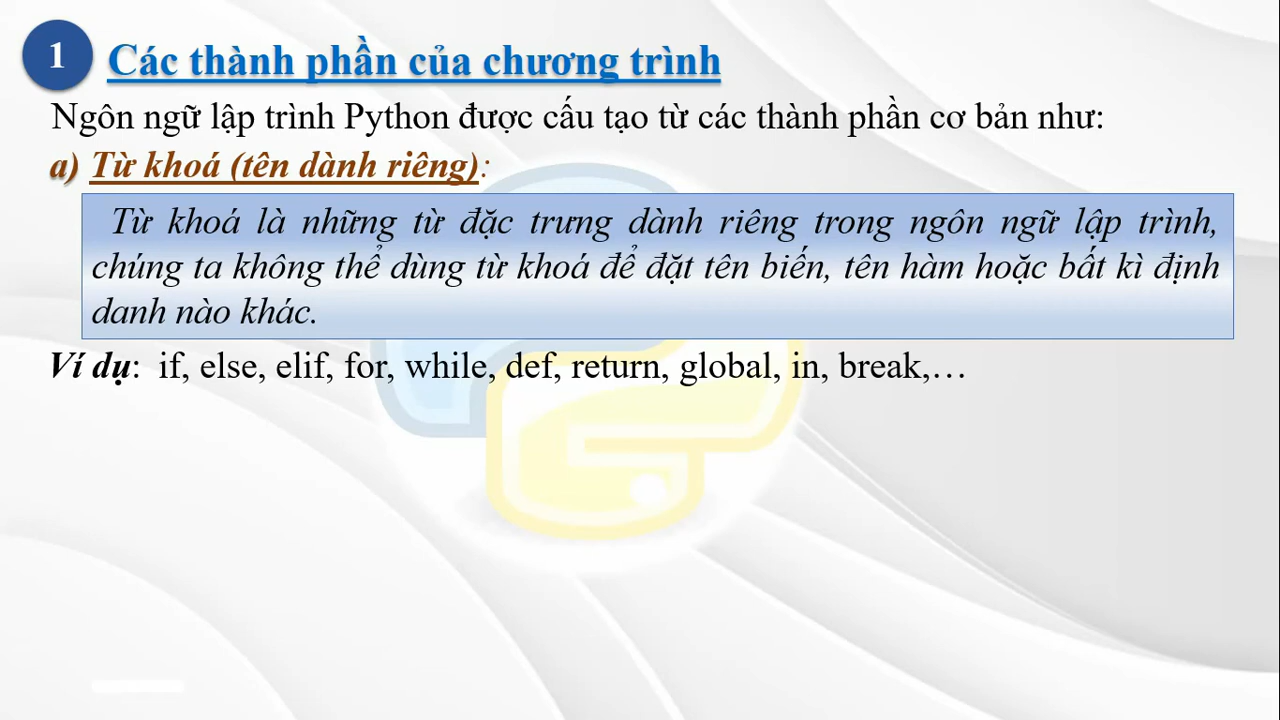 1 Các thành phần của chương trình
Ngôn ngữ lập trình Python được cấu tạo từ các thành phần cơ bản như:
a) Từ khoá (tên dành riêng):
Từ khoá là những từ đặc trưng dành riêng trong ngôn ngữ lập trình,
chúng ta không thể dùng từ khoá để đặt tên biến, tên hàm hoặc bất kì định
danh nào khác.
Ví dụ: if, else, elif, for, while, def, return, global, in, break,…